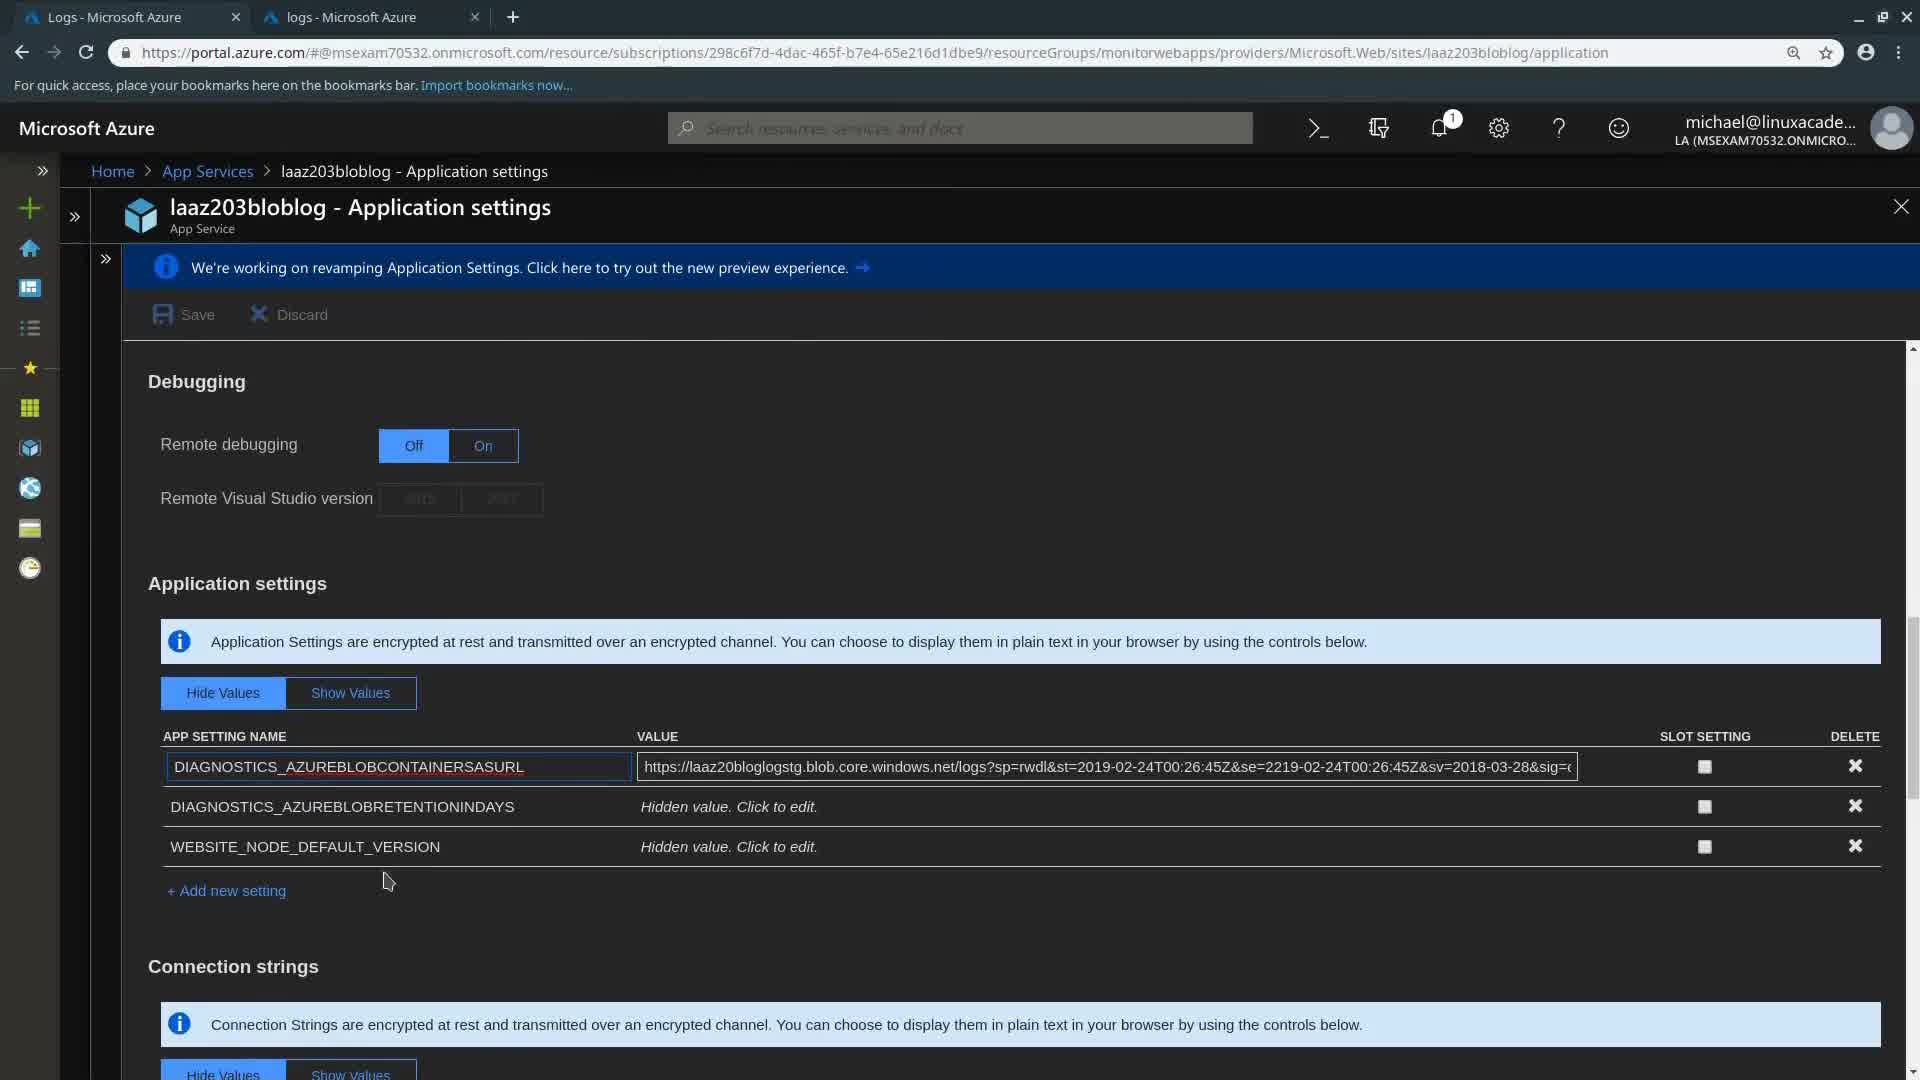 Logs - Microsoft Azure
logs - Microsoft Azure
https://portal.azure.com/#@msexam70532.onmicrosoft.com/resource/subscriptions/298c6f7d-4dac-465f-b7e4-65e216d1dbe9/resourceGroups/monitorwebapps/providers/Microsoft.Web/sites/laaz203bloblog/application
For quick access, place your bookmarks here on the bookmarks bar. Import bookmarks now...
Microsoft Azure
Search resources, services, and docs
1
michael@linuxacade...
LA (MSEXAM70532.ONMICRO...
Home > App Services > laaz203bloblog - Application settings
laaz203bloblog - Application settings
App Service
We're working on revamping Application Settings. Click here to try out the new preview experience. →
Save Discard
Debugging
Remote debugging Off On
Remote Visual Studio version
Application settings
Application Settings are encrypted at rest and transmitted over an encrypted channel. You can choose to display them in plain text in your browser by using the controls below.
Hide Values Show Values
APP SETTING NAME VALUE SLOT SETTING DELETE
DIAGNOSTICS_AZUREBLOBCONTAINERSASURL https://laaz20bloglogstg.blob.core.windows.net/logs?sp=rwdl&st=2019-02-24T00:26:45Z&se=2219-02-24T00:26:45Z&sv=2018-03-28&sig=
DIAGNOSTICS_AZUREBLOBRETENTIONINDAYS Hidden value. Click to edit.
WEBSITE_NODE_DEFAULT_VERSION Hidden value. Click to edit.
+ Add new setting
Connection strings
Connection Strings are encrypted at rest and transmitted over an encrypted channel. You can choose to display them in plain text in your browser by using the controls below.
Hide Values Show Values